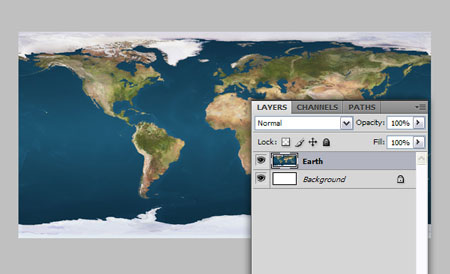 LAYERS CHANNELS PATHS
Normal Opacity: 100%
Lock: Fill: 100%
Earth
Background